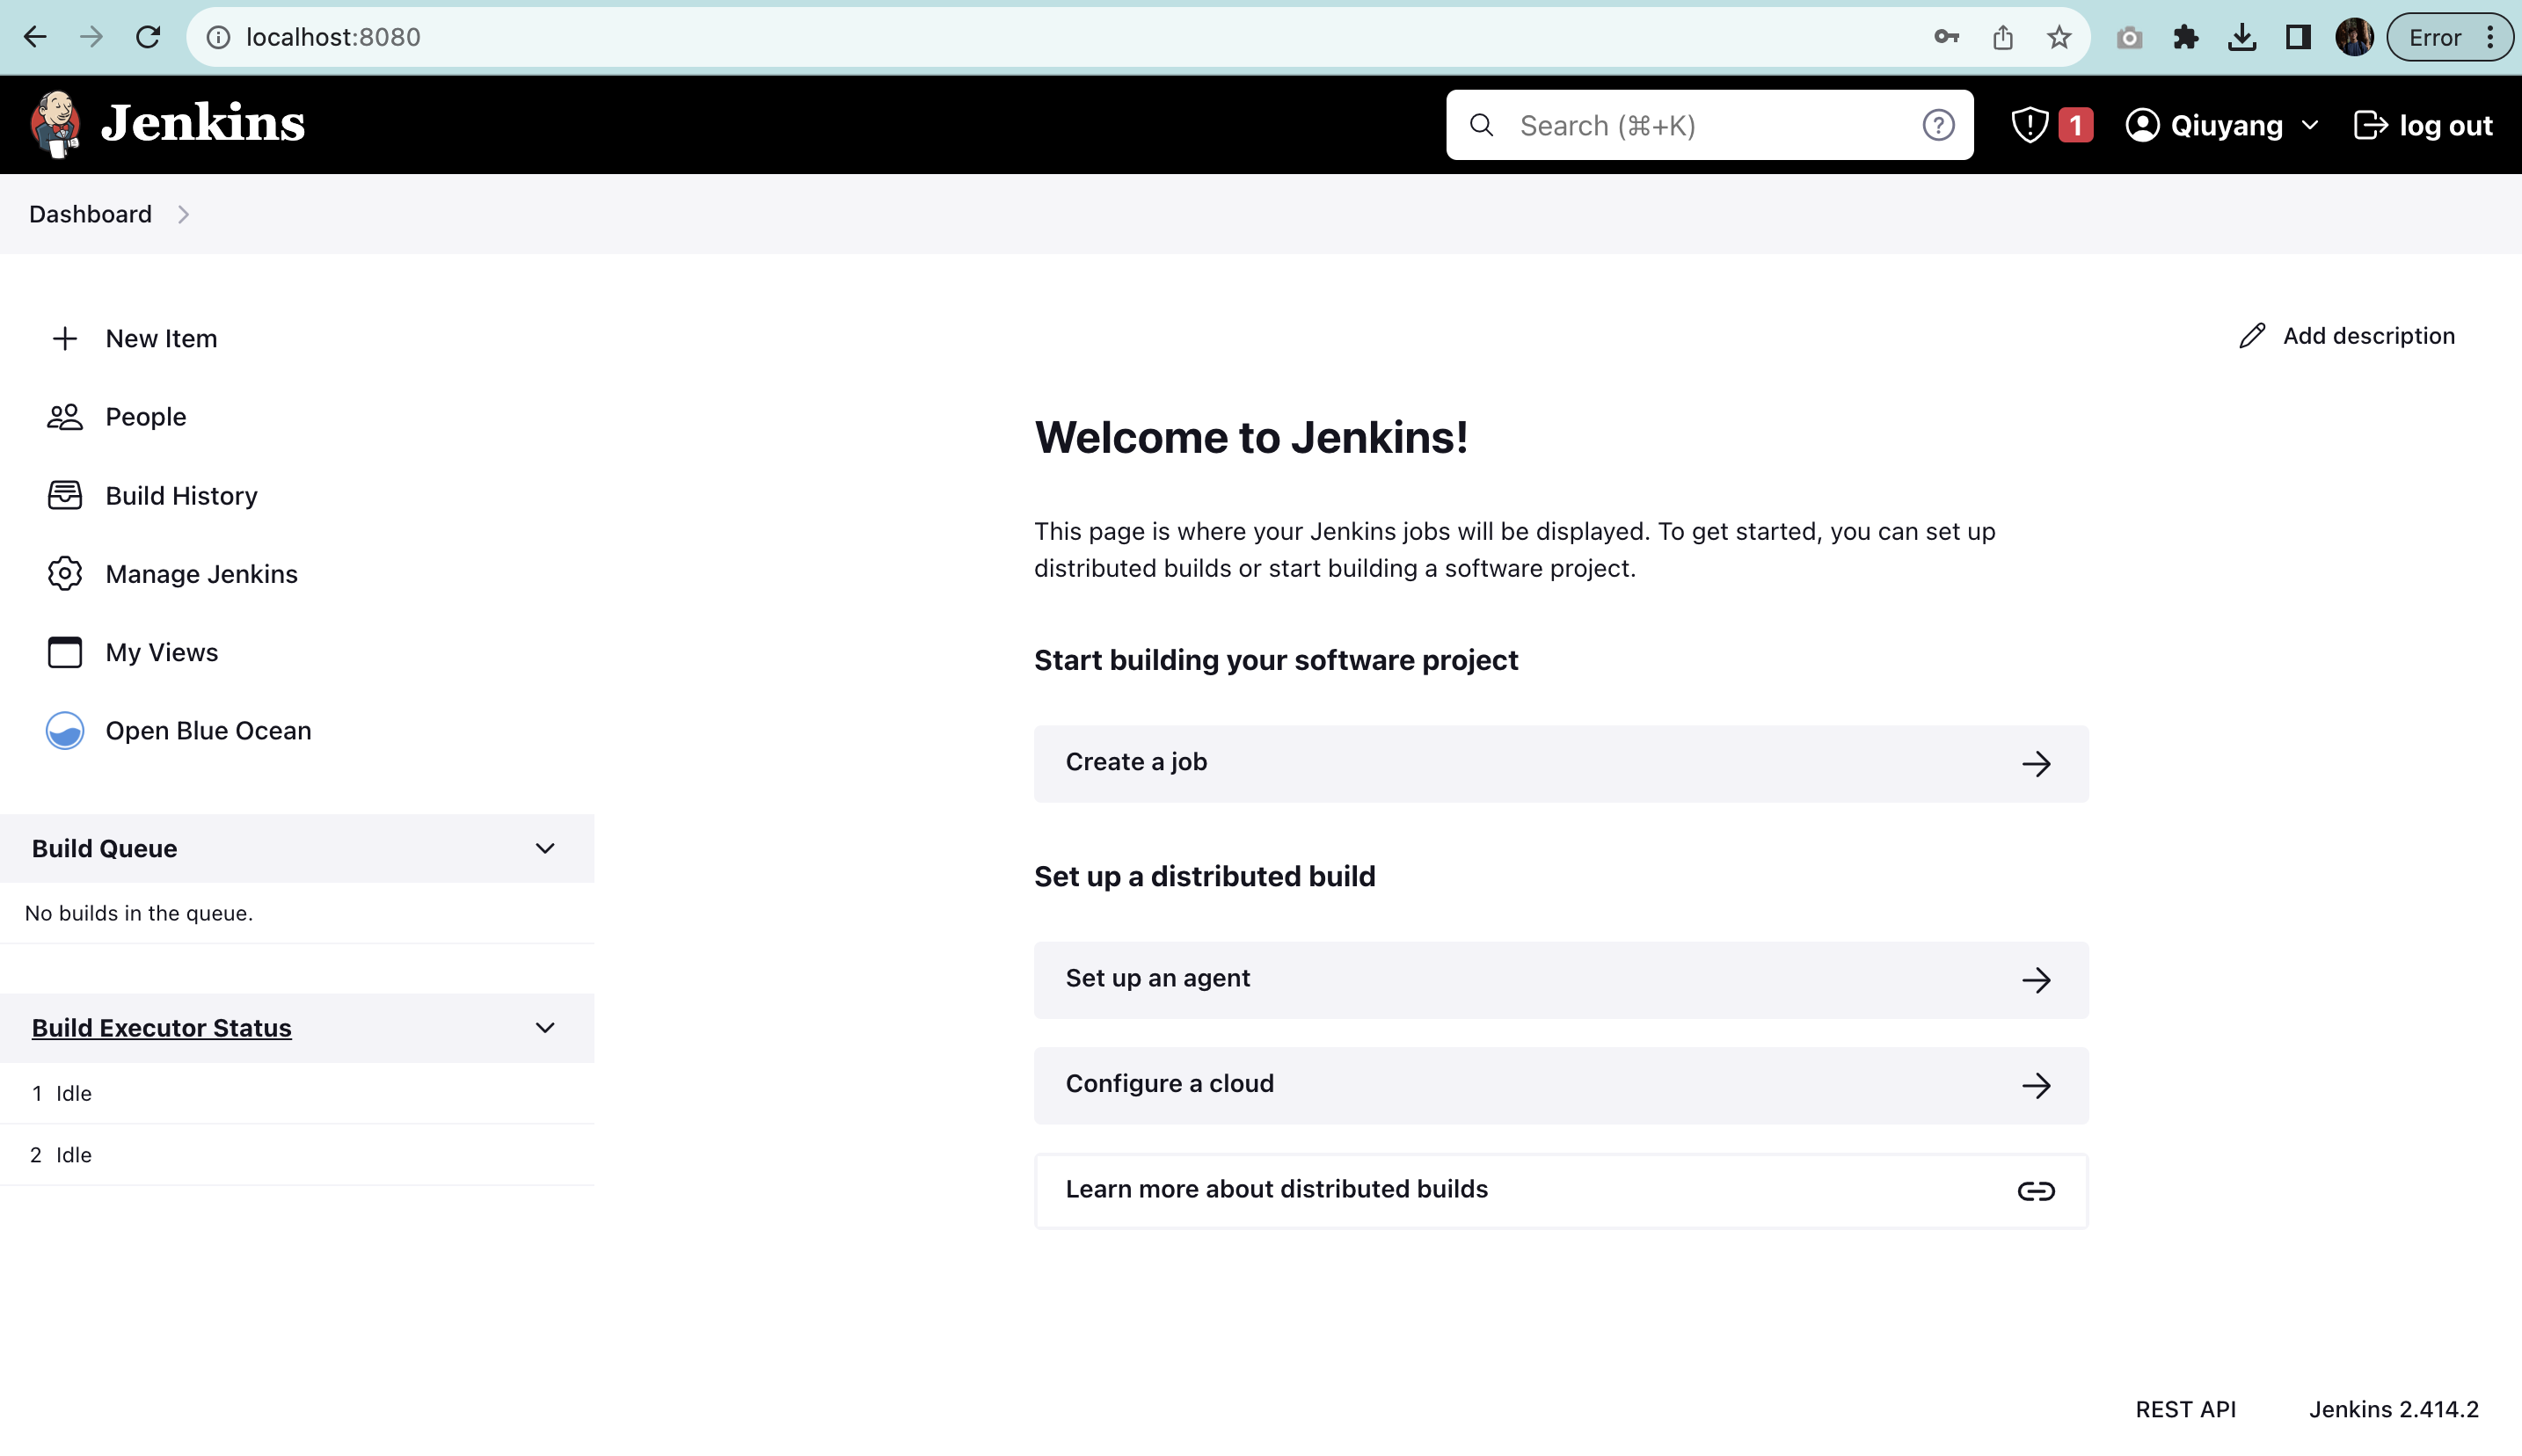 localhost:8080
Error
Jenkins
Search (⌘+K)
1
Qiuyang
log out
Dashboard
New Item
People
Build History
Manage Jenkins
My Views
Open Blue Ocean
Build Queue
No builds in the queue.
Build Executor Status
1 Idle
2 Idle
Add description
Welcome to Jenkins!
This page is where your Jenkins jobs will be displayed. To get started, you can set up
distributed builds or start building a software project.
Start building your software project
Create a job
Set up a distributed build
Set up an agent
Configure a cloud
Learn more about distributed builds
REST API
Jenkins 2.414.2